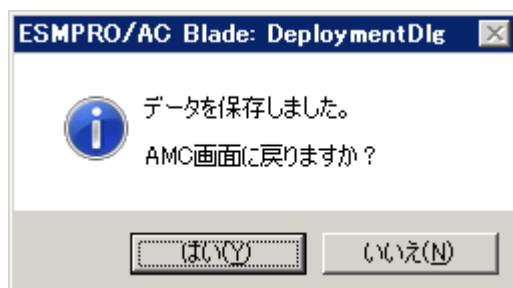 ESMPRO/AC Blade: DeploymentDlg
データを保存しました。
AMC画面に戻りますか？
はい(Y)
いいえ(N)